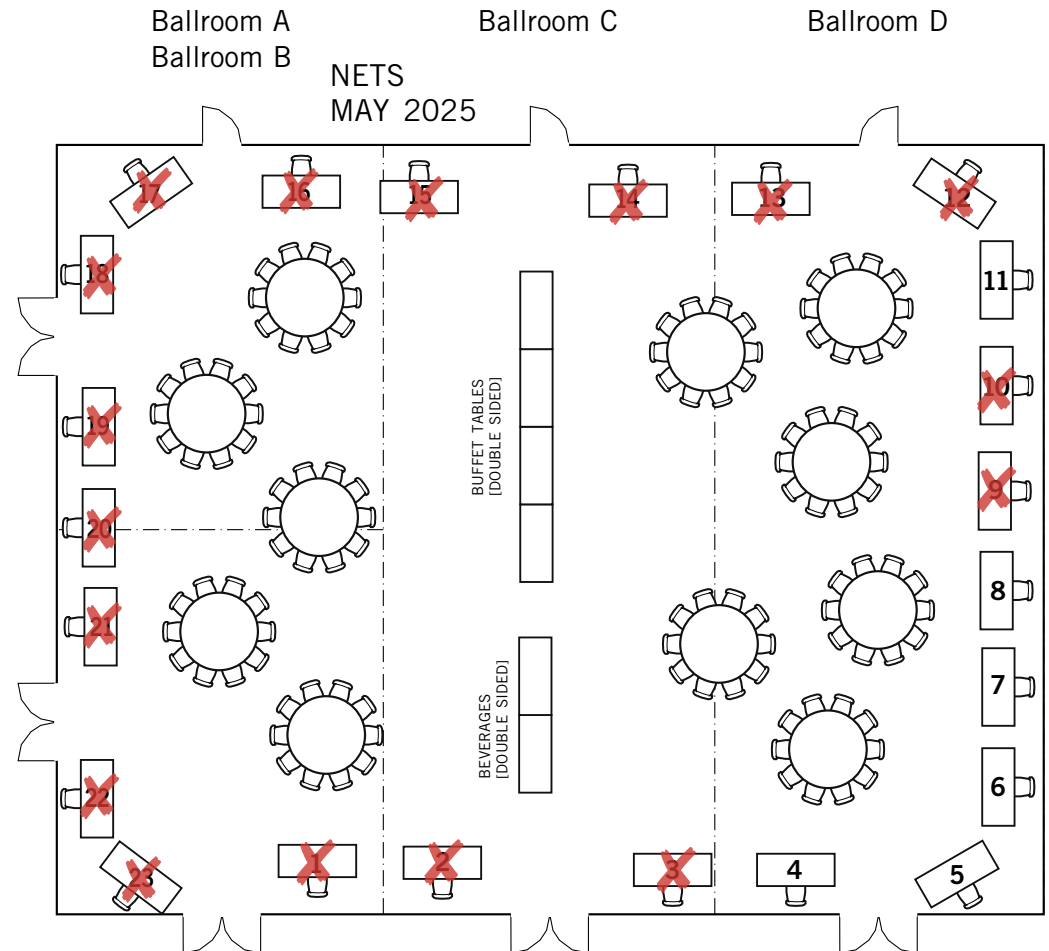 Ballroom A
Ballroom B
Ballroom C
Ballroom D
NETS
MAY 2025
17
16
15
14
13
12
18
11
10
19
BUFFET TABLES
[DOUBLE SIDED]
9
20
8
21
7
BEVERAGES
[DOUBLE SIDED]
6
22
23
1
2
3
4
5